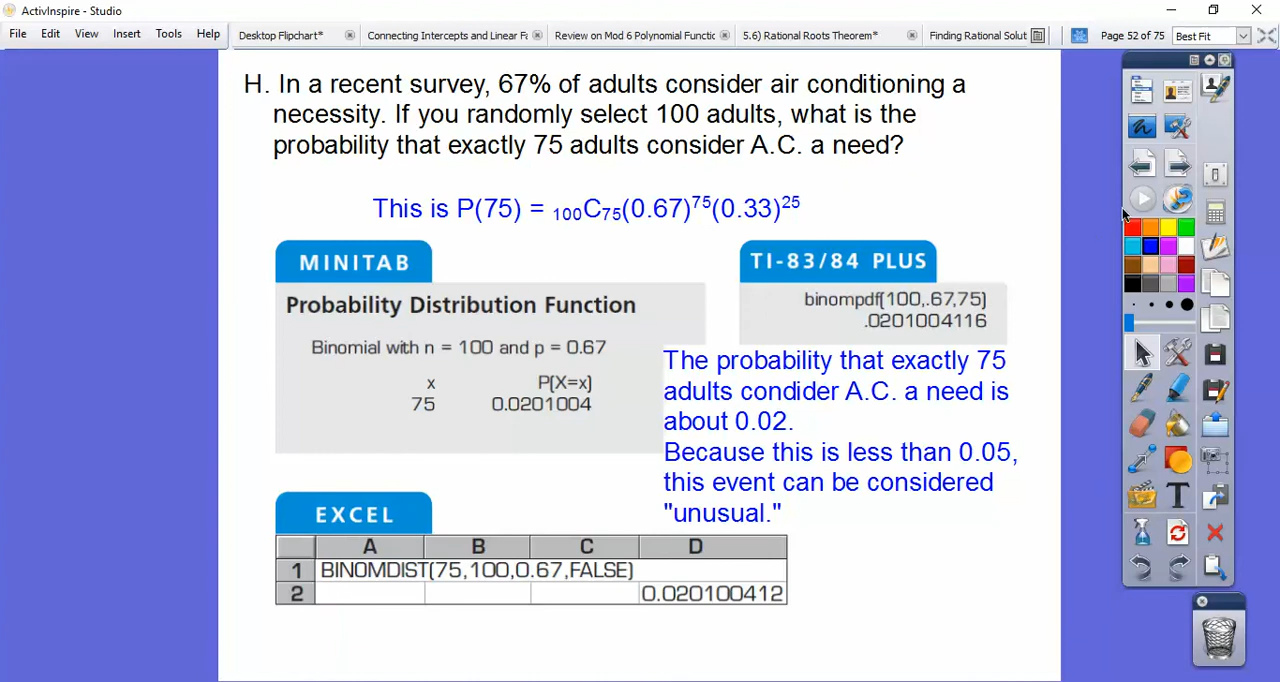 ActivInspire - Studio
File Edit View Insert Tools Help
Desktop Flipchart* Connecting Intercepts and Linear Fa Review on Mod 6 Polynomial Functic 5.6) Rational Roots Theorem* Finding Rational Solut Page 52 of 75 Best Fit
H. In a recent survey, 67% of adults consider air conditioning a
necessity. If you randomly select 100 adults, what is the
probability that exactly 75 adults consider A.C. a need?
This is P(75) = ₁₀₀C₇₅(0.67)⁷⁵(0.33)²⁵
MINITAB
Probability Distribution Function
Binomial with n = 100 and p = 0.67
x P(X=x)
75 0.0201004
TI-83/84 PLUS
binompdf(100,.67,75)
.0201004116
The probability that exactly 75
adults condider A.C. a need is
about 0.02.
Because this is less than 0.05,
this event can be considered
"unusual."
EXCEL
A B C D
1 BINOMDIST(75,100,0.67,FALSE)
2 0.020100412